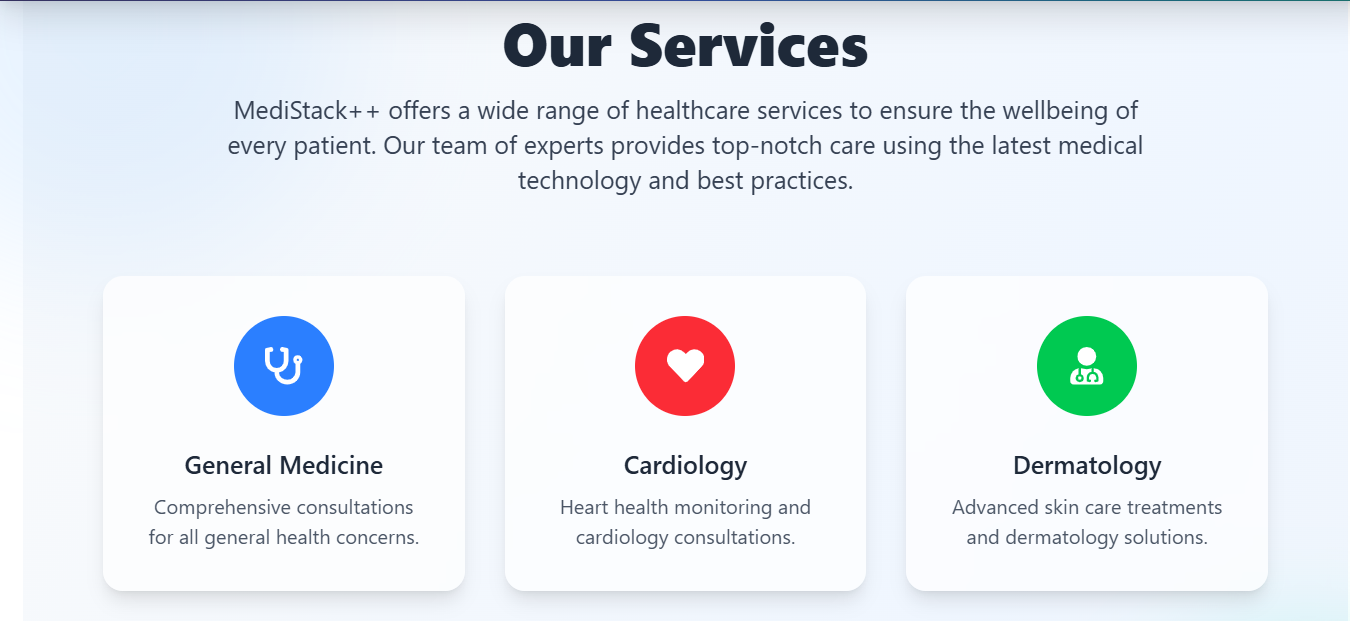 Our Services
MediStack++ offers a wide range of healthcare services to ensure the wellbeing of
every patient. Our team of experts provides top-notch care using the latest medical
technology and best practices.
General Medicine
Comprehensive consultations
for all general health concerns.
Cardiology
Heart health monitoring and
cardiology consultations.
Dermatology
Advanced skin care treatments
and dermatology solutions.